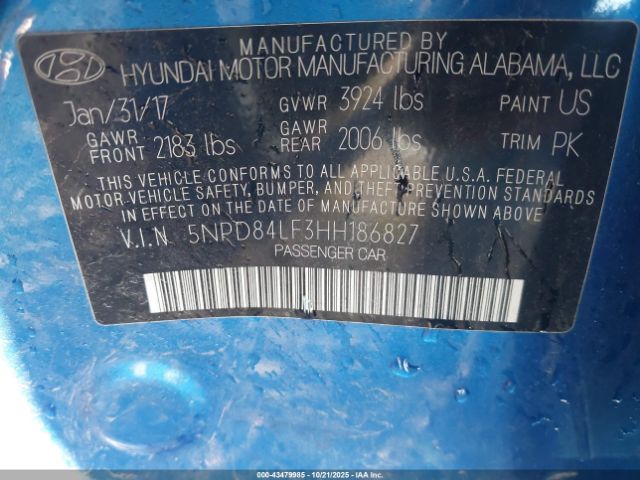 MANUFACTURED BY
HYUNDAI MOTOR MANUFACTURING ALABAMA, LLC
Jan/31/17 GVWR 3924 lbs PAINT US
GAWR FRONT 2183 lbs GAWR REAR 2006 lbs TRIM PK
THIS VEHICLE CONFORMS TO ALL APPLICABLE U.S.A. FEDERAL
MOTOR VEHICLE SAFETY, BUMPER, AND THEFT PREVENTION STANDARDS
IN EFFECT ON THE DATE OF MANUFACTURE SHOWN ABOVE.
V.I.N 5NPD84LF3HH186827
PASSENGER CAR
Owner: 43479985 - 10/21/2025 - IAA Inc.